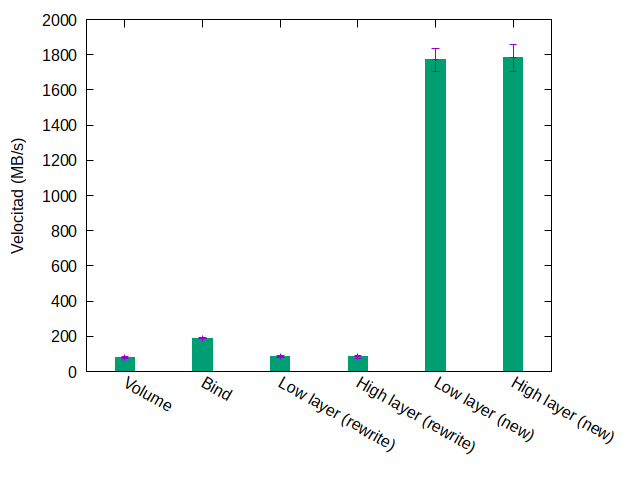 2000
1800
1600
1400
1200
1000
800
600
400
200
0
Velocitad (MB/s)
Volume
Bind
Low layer (rewrite)
High layer (rewrite)
Low layer (new)
High layer (new)